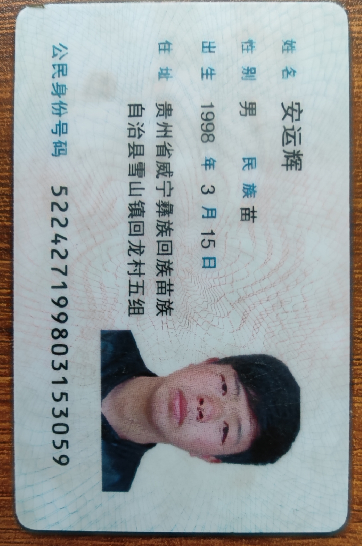 姓名 安运辉
性别 男 民族 苗
出生 1998 年 3 月 15 日
住址 贵州省威宁彝族回族苗族
自治县雪山镇回龙村五组
公民身份号码 522427199803153059